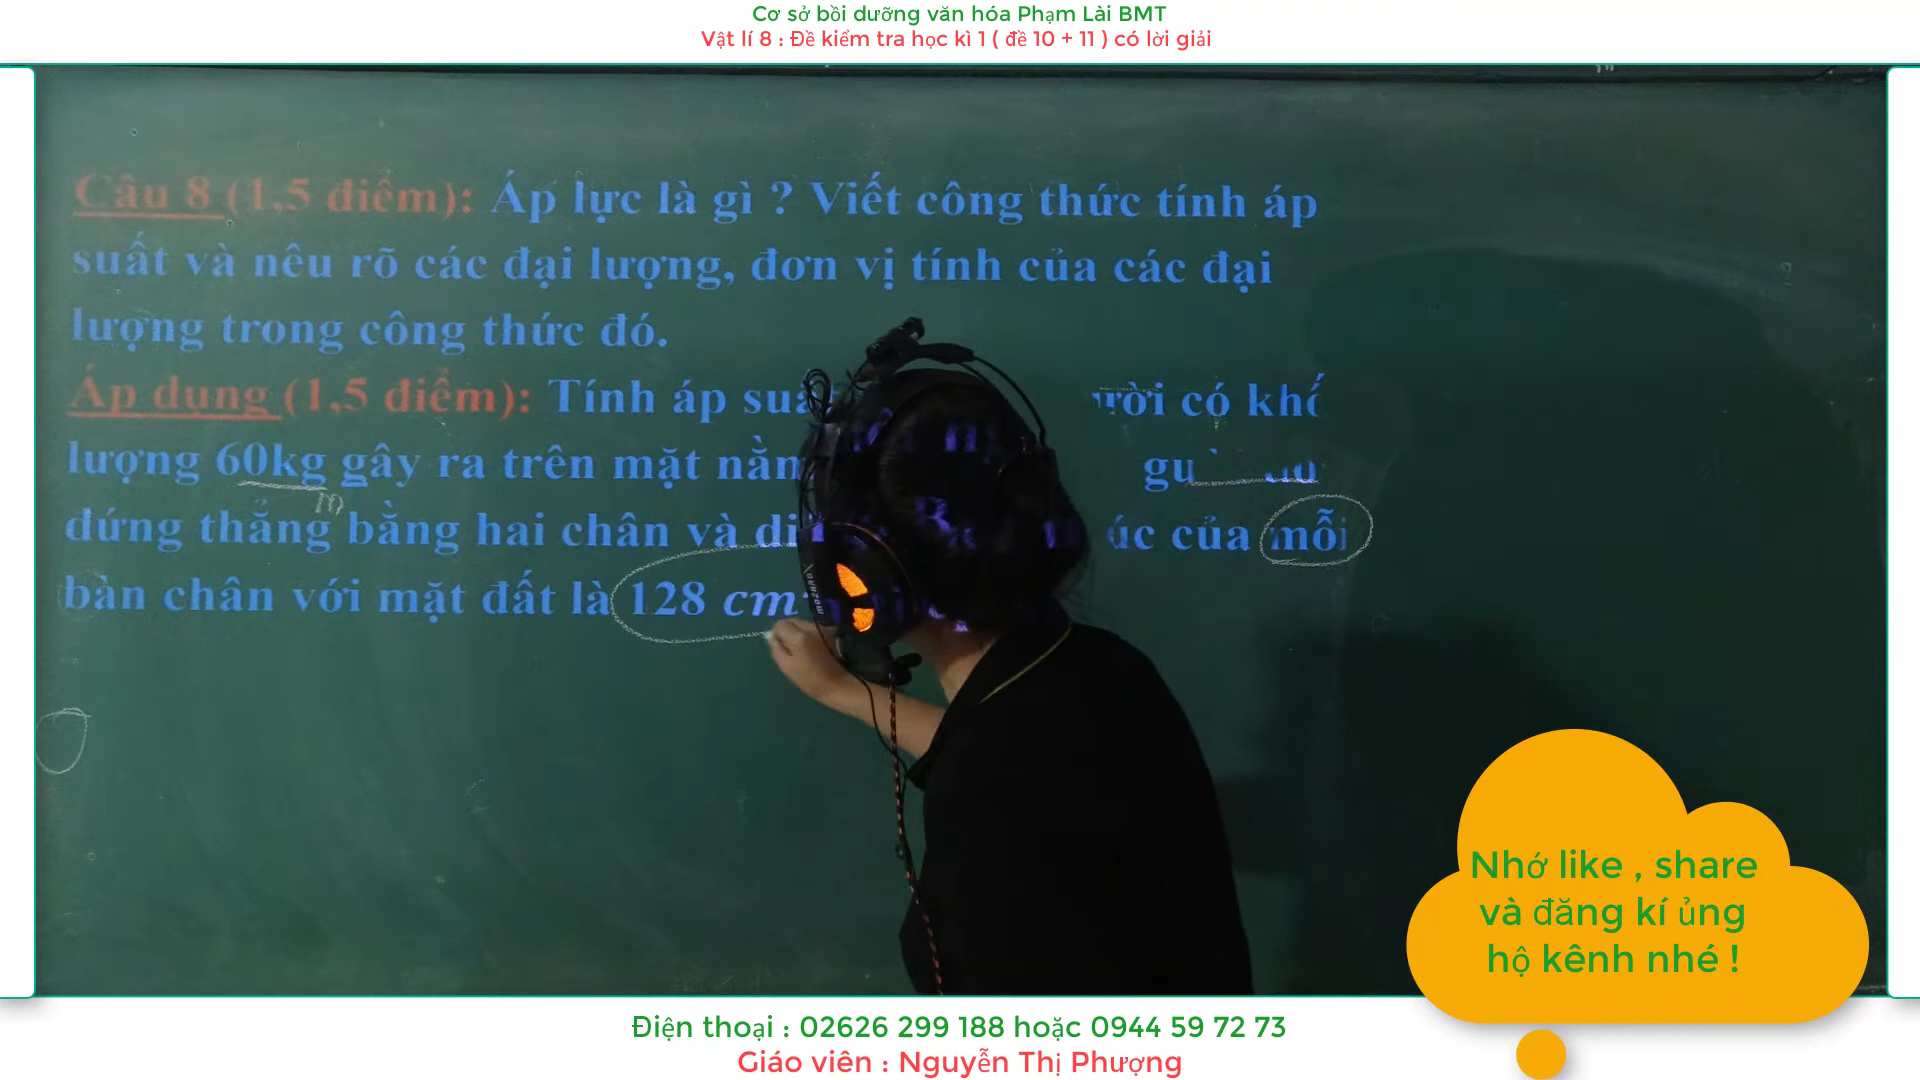 Cơ sở bồi dưỡng văn hóa Phạm Lài BMT
Vật lí 8 : Đề kiểm tra học kì 1 ( đề 10 + 11 ) có lời giải
Câu 8 (1,5 điểm): Áp lực là gì ? Viết công thức tính áp
suất và nêu rõ các đại lượng, đơn vị tính của các đại
lượng trong công thức đó.
Áp dụng (1,5 điểm): Tính áp có
lượng 60kg gây ra trên mặt
m
đứng thẳng bằng hai chân và của mỗi
bàn chân với mặt đất là 128 cm
Nhớ like , share
và đăng kí ủng
hộ kênh nhé !
Điện thoại : 02626 299 188 hoặc 0944 59 72 73
Giáo viên : Nguyễn Thị Phượng